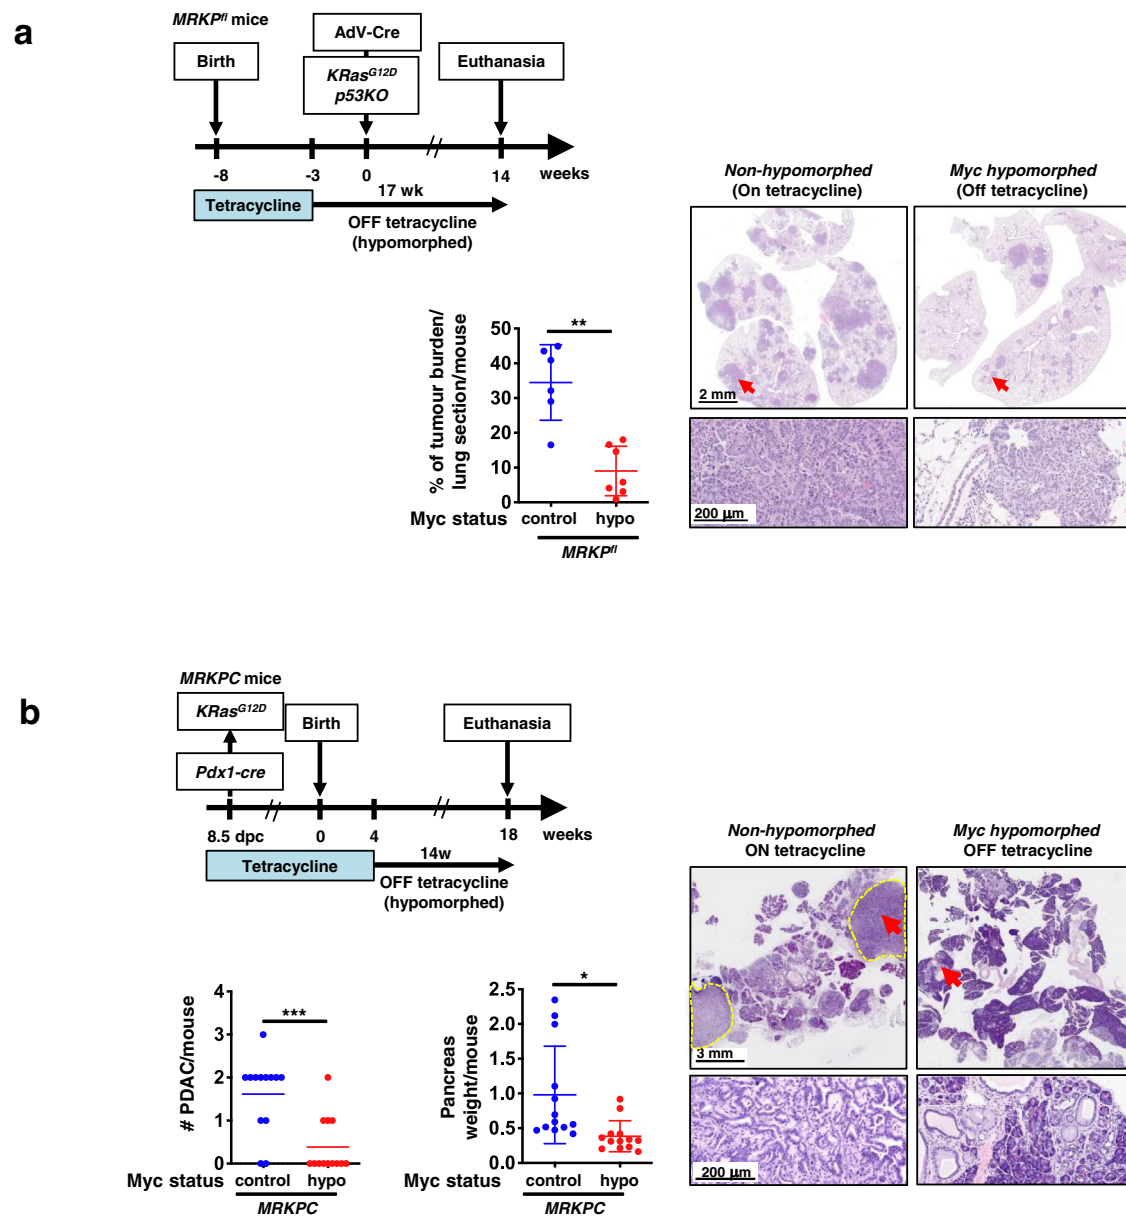 a
MRKPfl mice
Birth
AdV-Cre
KRasG12D
p53KO
Euthanasia
-8
-3
0
14
weeks
17 wk
Tetracycline
OFF tetracycline
(hypomorphed)
% of tumour burden/
lung section/mouse
50
40
30
20
10
0
**
Myc status
control
hypo
MRKPfl
Non-hypomorphed
(On tetracycline)
Myc hypomorphed
(Off tetracycline)
2 mm
200 µm
b
MRKPC mice
KRasG12D
Pdx1-cre
Birth
Euthanasia
8.5 dpc
0
4
18
weeks
Tetracycline
14w
OFF tetracycline
(hypomorphed)
# PDAC/mouse
4
3
2
1
0
***
Myc status
control
hypo
MRKPC
Pancreas
weight/mouse
2.5
2.0
1.5
1.0
0.5
0.0
*
Myc status
control
hypo
MRKPC
Non-hypomorphed
ON tetracycline
Myc hypomorphed
OFF tetracycline
3 mm
200 µm